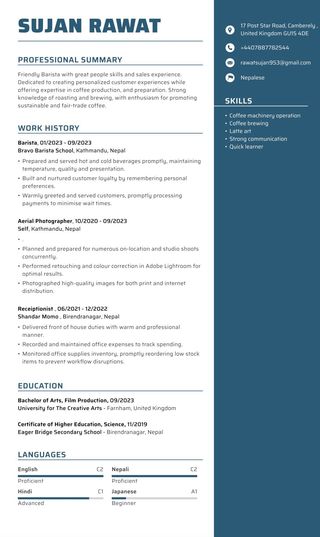 SUJAN RAWAT
17 Post Star Road, Camberely ,
United Kingdom GU15 4DE
+4407887782544
rawatsujan953@gmail.com
Nepalese
PROFESSIONAL SUMMARY
Friendly Barista with great people skills and sales experience.
Dedicated to creating personalized customer experiences while
offering expertise in coffee production, and preparation. Strong
knowledge of roasting and brewing, with enthusiasm for promoting
sustainable and fair-trade coffee.
SKILLS
• Coffee machinery operation
• Coffee brewing
• Latte art
• Strong communication
• Quick learner
WORK HISTORY
Barista, 01/2023 - 09/2023
Bravo Barista School, Kathmandu, Nepal
• Prepared and served hot and cold beverages promptly, maintaining
temperature, quality and presentation.
• Built and nurtured customer loyalty by remembering personal
preferences.
• Warmly greeted and served customers, promptly processing
payments to minimise wait times.
Aerial Photographer, 10/2020 - 09/2023
Self, Kathmandu, Nepal
• .
• Planned and prepared for numerous on-location and studio shoots
concurrently.
• Performed retouching and colour correction in Adobe Lightroom for
optimal results.
• Photographed high-quality images for both print and internet
distribution.
Receiptionist , 06/2021 - 12/2022
Shandar Momo , Birendranagar, Nepal
• Delivered front of house duties with warm and professional
manner.
• Recorded and maintained office expenses to track spending.
• Monitored office supplies inventory, promptly reordering low stock
items to prevent workflow disruptions.
EDUCATION
Bachelor of Arts, Film Production, 09/2023
University for The Creative Arts - Farnham, United Kingdom
Certificate of Higher Education, Science, 11/2019
Eager Bridge Secondary School - Birendranagar, Nepal
LANGUAGES
English C2 Nepali C2
Proficient Proficient
Hindi C1 Japanese A1
Advanced Beginner